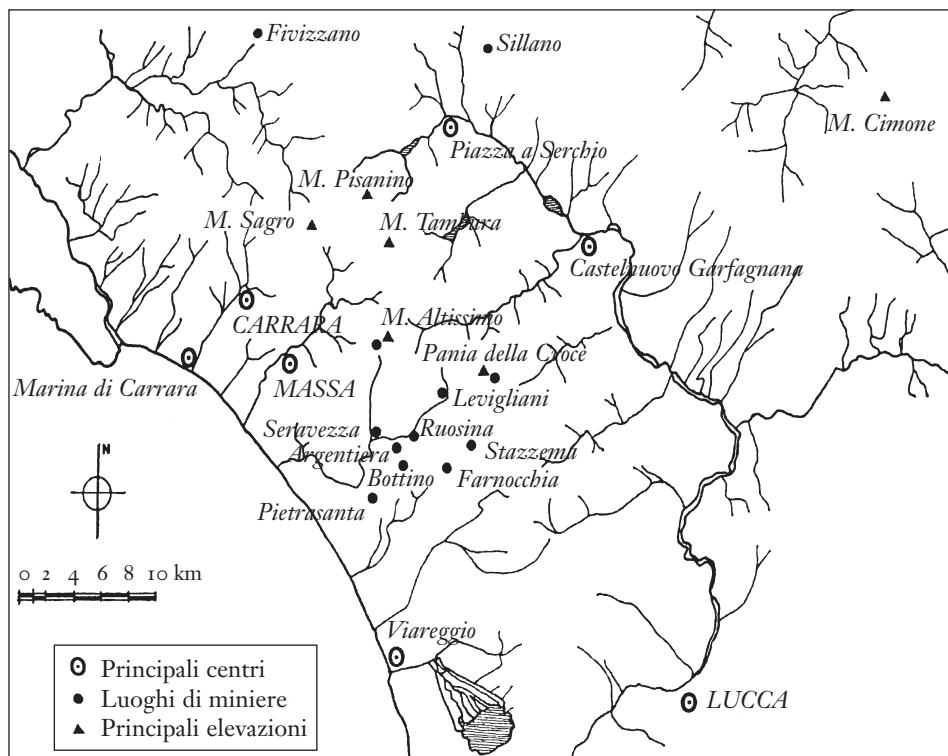 Fivizzano
Sillano
M. Cimone
Piazza a Serchio
M. Pisanino
M. Sagro
M. Tambura
Castelnuovo Garfagnana
CARRARA
M. Altissimo
Pania della Croce
Marina di Carrara
MASSA
Levigliani
Seravezza
Ruosina
Argentiera
Stazzema
Bottino
Farnocchia
Pietrasanta
N
0 2 4 6 8 10 km
Viareggio
Principali centri
Luoghi di miniere
Principali elevazioni
LUCCA